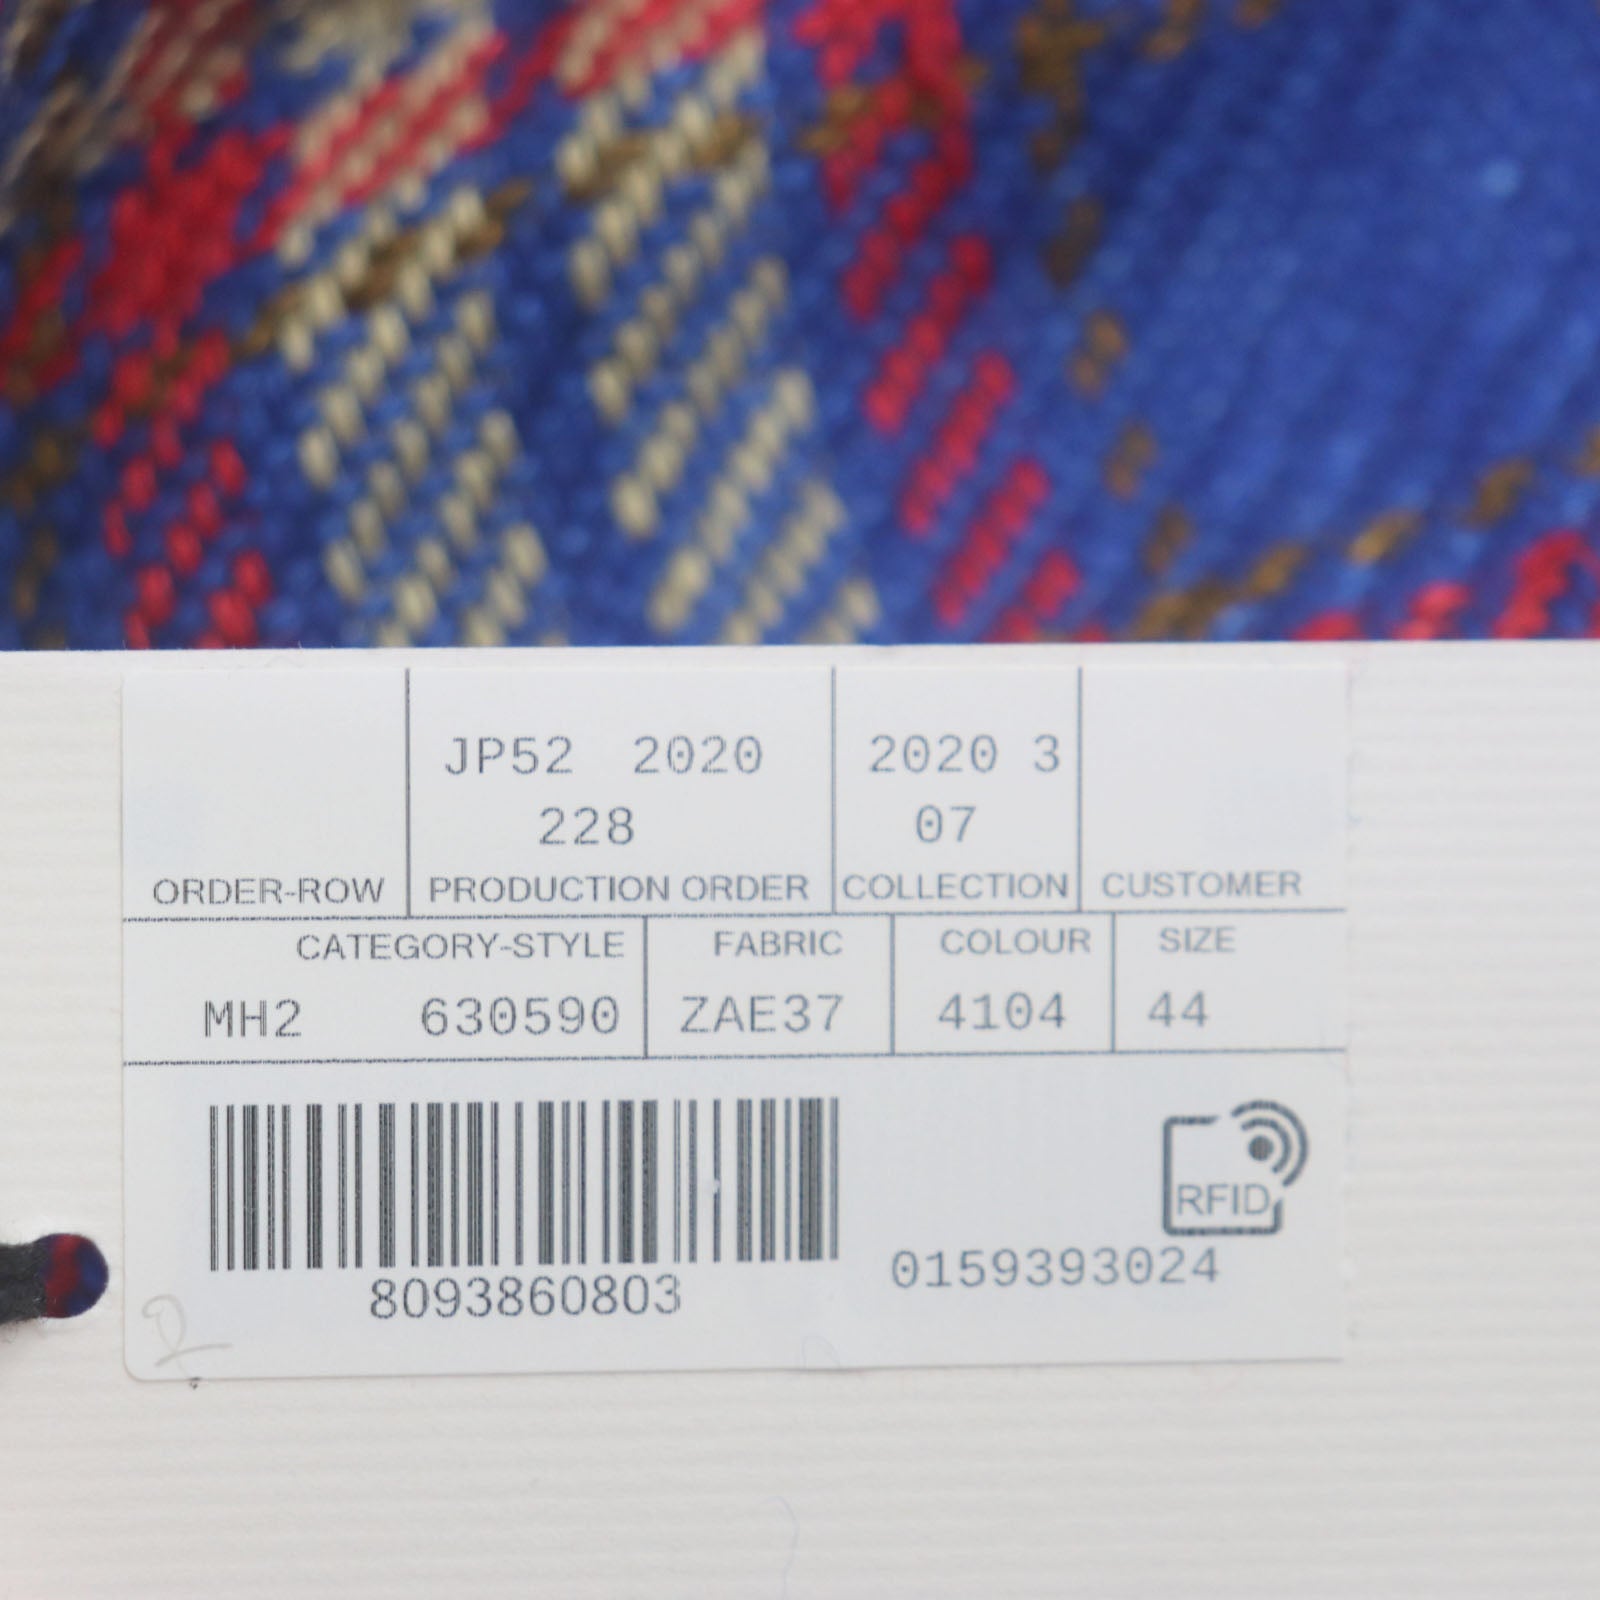 JP52 2020 2020 3
228 07
ORDER-ROW PRODUCTION ORDER COLLECTION CUSTOMER
CATEGORY-STYLE FABRIC COLOUR SIZE
MH2 630590 ZAE37 4104 44
RFID
8093860803 0159393024